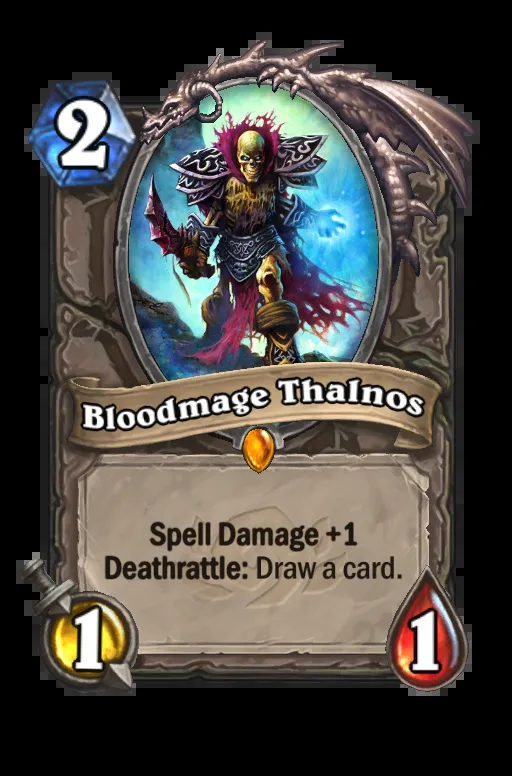 2
Bloodmage Thalnos
Spell Damage +1
Deathrattle: Draw a card.
1
1